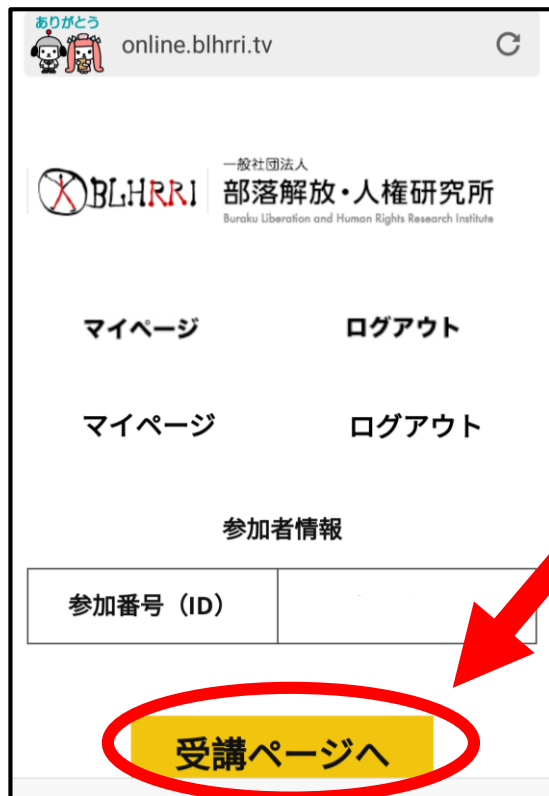 ありがとう
online.blhrri.tv
BLHRRI
一般社団法人
部落解放・人権研究所
Buraku Liberation and Human Rights Research Institute
マイページ ログアウト
マイページ ログアウト
参加者情報
参加番号（ID）
受講ページへ